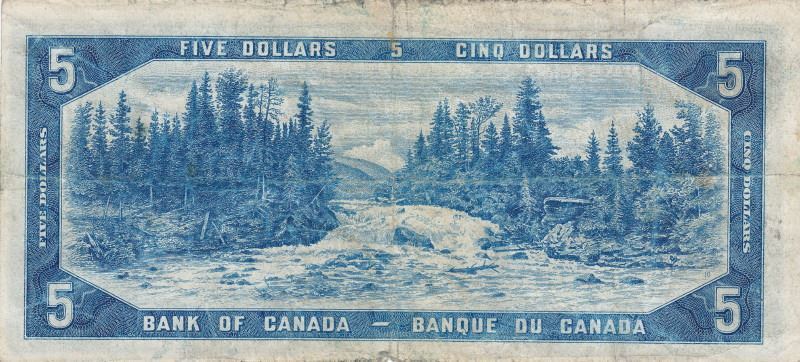 FIVE DOLLARS 5 CINQ DOLLARS
5 5
FIVE DOLLARS
CINQ DOLLARS
5 5
BANK OF CANADA — BANQUE DU CANADA